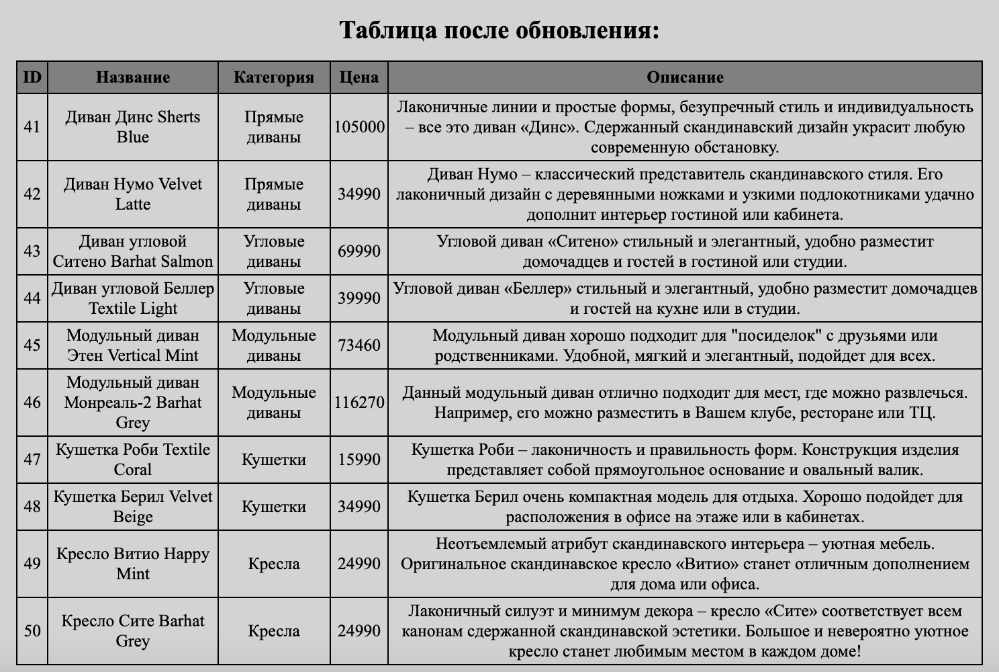 Таблица после обновления:
ID Название Категория Цена Описание
41
Диван Динс Sherts
Blue
Прямые
диваны
105000
Лаконичные линии и простые формы, безупречный стиль и индивидуальность
– все это диван «Динс». Сдержанный скандинавский дизайн украсит любую
современную обстановку.
42
Диван Нумо Velvet
Latte
Прямые
диваны
34990
Диван Нумо – классический представитель скандинавского стиля. Его
лаконичный дизайн с деревянными ножками и узкими подлокотниками удачно
дополнит интерьер гостиной или кабинета.
43
Диван угловой
Ситено Barhat Salmon
Угловые
диваны
69990
Угловой диван «Ситено» стильный и элегантный, удобно разместит
домочадцев и гостей в гостиной или студии.
44
Диван угловой Беллер
Textile Light
Угловые
диваны
39990
Угловой диван «Беллер» стильный и элегантный, удобно разместит домочадцев
и гостей на кухне или в студии.
45
Модульный диван
Этен Vertical Mint
Модульные
диваны
73460
Модульный диван хорошо подходит для "посиделок" с друзьями или
родственниками. Удобной, мягкий и элегантный, подойдет для всех.
46
Модульный диван
Монреаль-2 Barhat
Grey
Модульные
диваны
116270
Данный модульный диван отлично подходит для мест, где можно развлечься.
Например, его можно разместить в Вашем клубе, ресторане или ТЦ.
47
Кушетка Роби Textile
Coral
Кушетки
15990
Кушетка Роби – лаконичность и правильность форм. Конструкция изделия
представляет собой прямоугольное основание и овальный валик.
48
Кушетка Берил Velvet
Beige
Кушетки
34990
Кушетка Берил очень компактная модель для отдыха. Хорошо подойдет для
расположения в офисе на этаже или в кабинетах.
49
Кресло Витио Happy
Mint
Кресла
24990
Неотъемлемый атрибут скандинавского интерьера – уютная мебель.
Оригинальное скандинавское кресло «Витио» станет отличным дополнением
для дома или офиса.
50
Кресло Сите Barhat
Grey
Кресла
24990
Лаконичный силуэт и минимум декора – кресло «Сите» соответствует всем
канонам сдержанной скандинавской эстетики. Большое и невероятно уютное
кресло станет любимым местом в каждом доме!